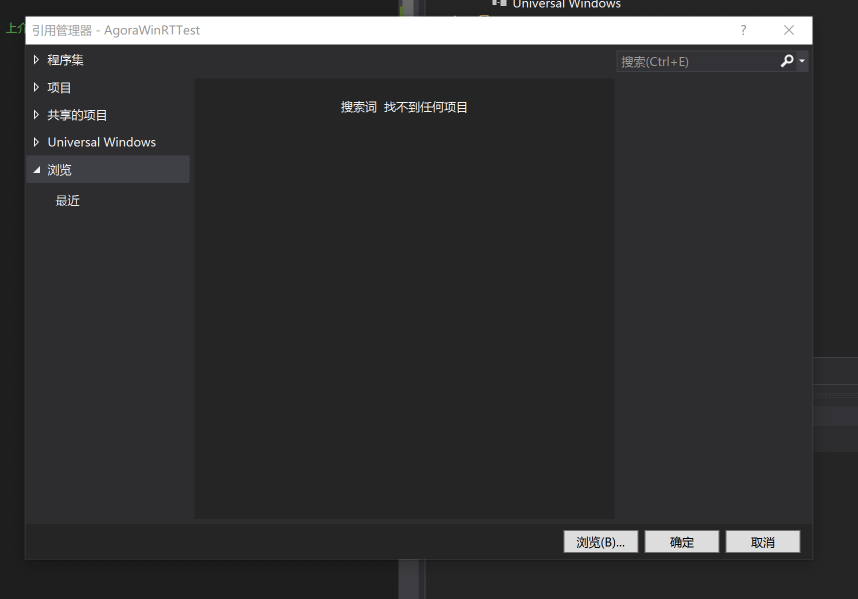 Universal Windows
上介
引用管理器 - AgoraWinRTTest
?
程序集
搜索(Ctrl+E)
项目
搜索词 找不到任何项目
共享的项目
Universal Windows
浏览
最近
浏览(B)...
确定
取消